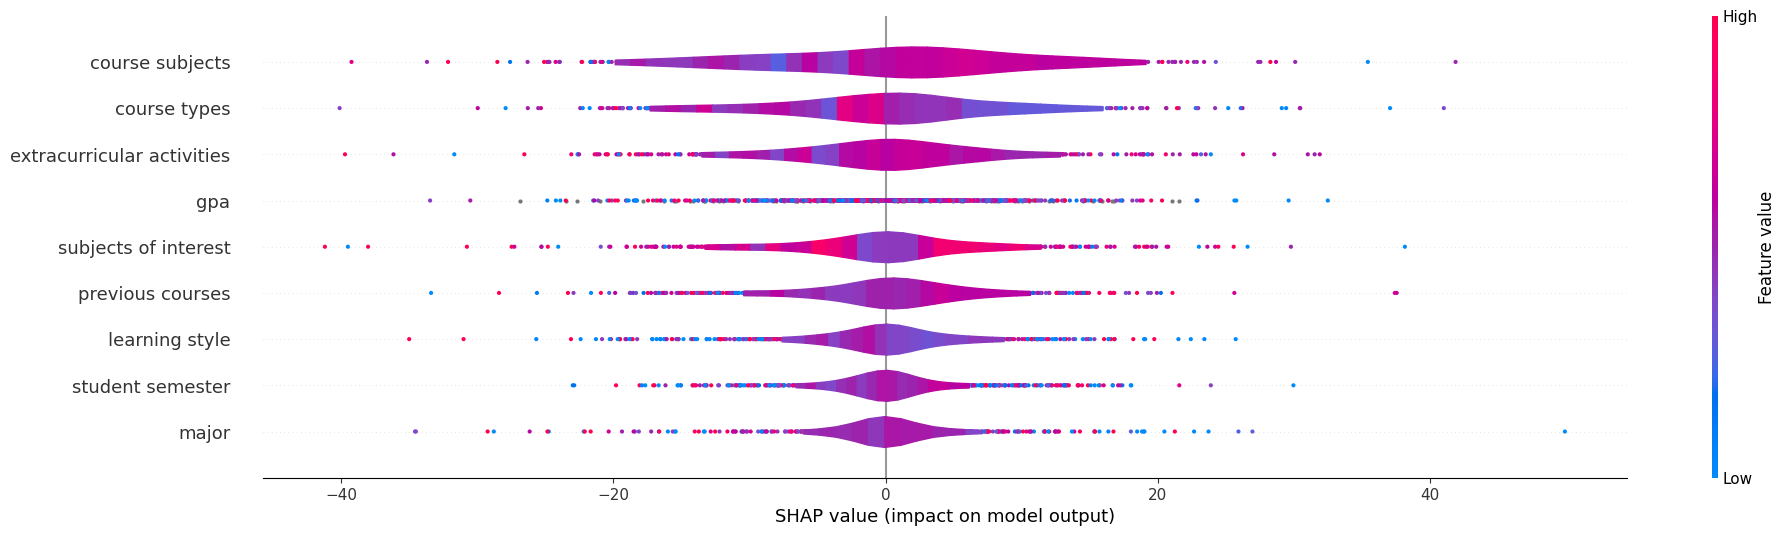 High
course subjects
course types
extracurricular activities
gpa
subjects of interest
previous courses
learning style
student semester
major
Feature value
Low
−40
−20
0
20
40
SHAP value (impact on model output)